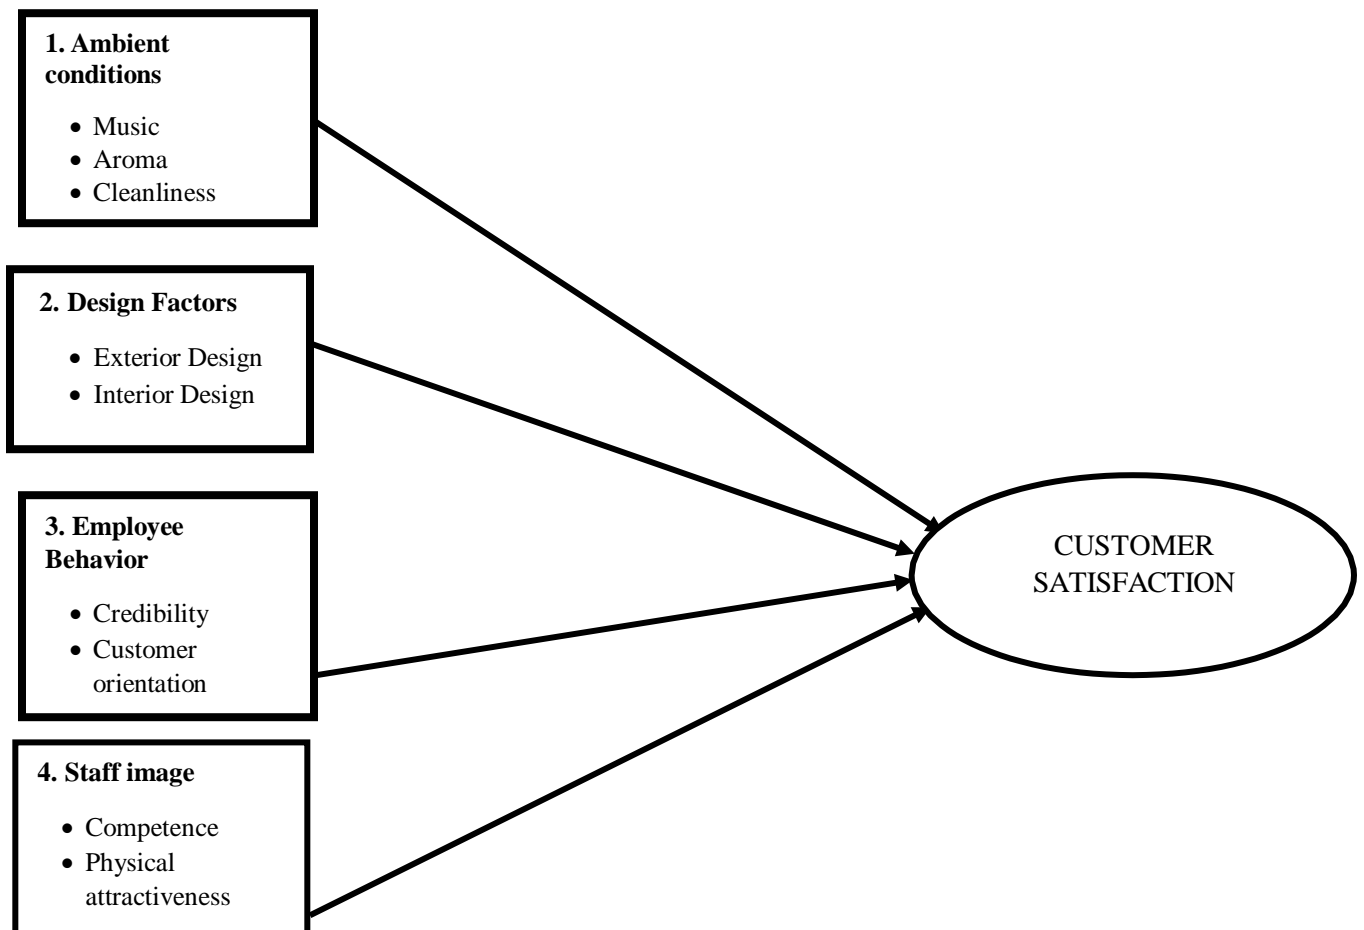 1. Ambient
conditions
• Music
• Aroma
• Cleanliness
2. Design Factors
• Exterior Design
• Interior Design
3. Employee
Behavior
• Credibility
• Customer
orientation
4. Staff image
• Competence
• Physical
attractiveness
CUSTOMER
SATISFACTION